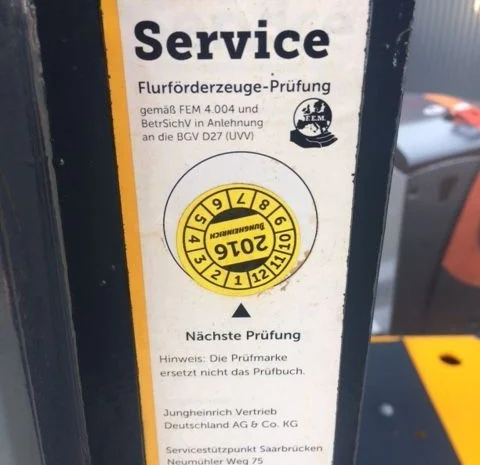 Service
Flurförderzeuge-Prüfung
gemäß FEM 4.004 und
BetrSichV in Anlehnung
an die BGV D27 (UVV)
F.E.M.
1 2 3 4 5 6 7 8 9 10 11 12
JUNGHEINRICH
2016
Nächste Prüfung
Hinweis: Die Prüfmarke
ersetzt nicht das Prüfbuch.
Jungheinrich Vertrieb
Deutschland AG & Co. KG
Servicestützpunkt Saarbrücken
Neumühler Weg 75